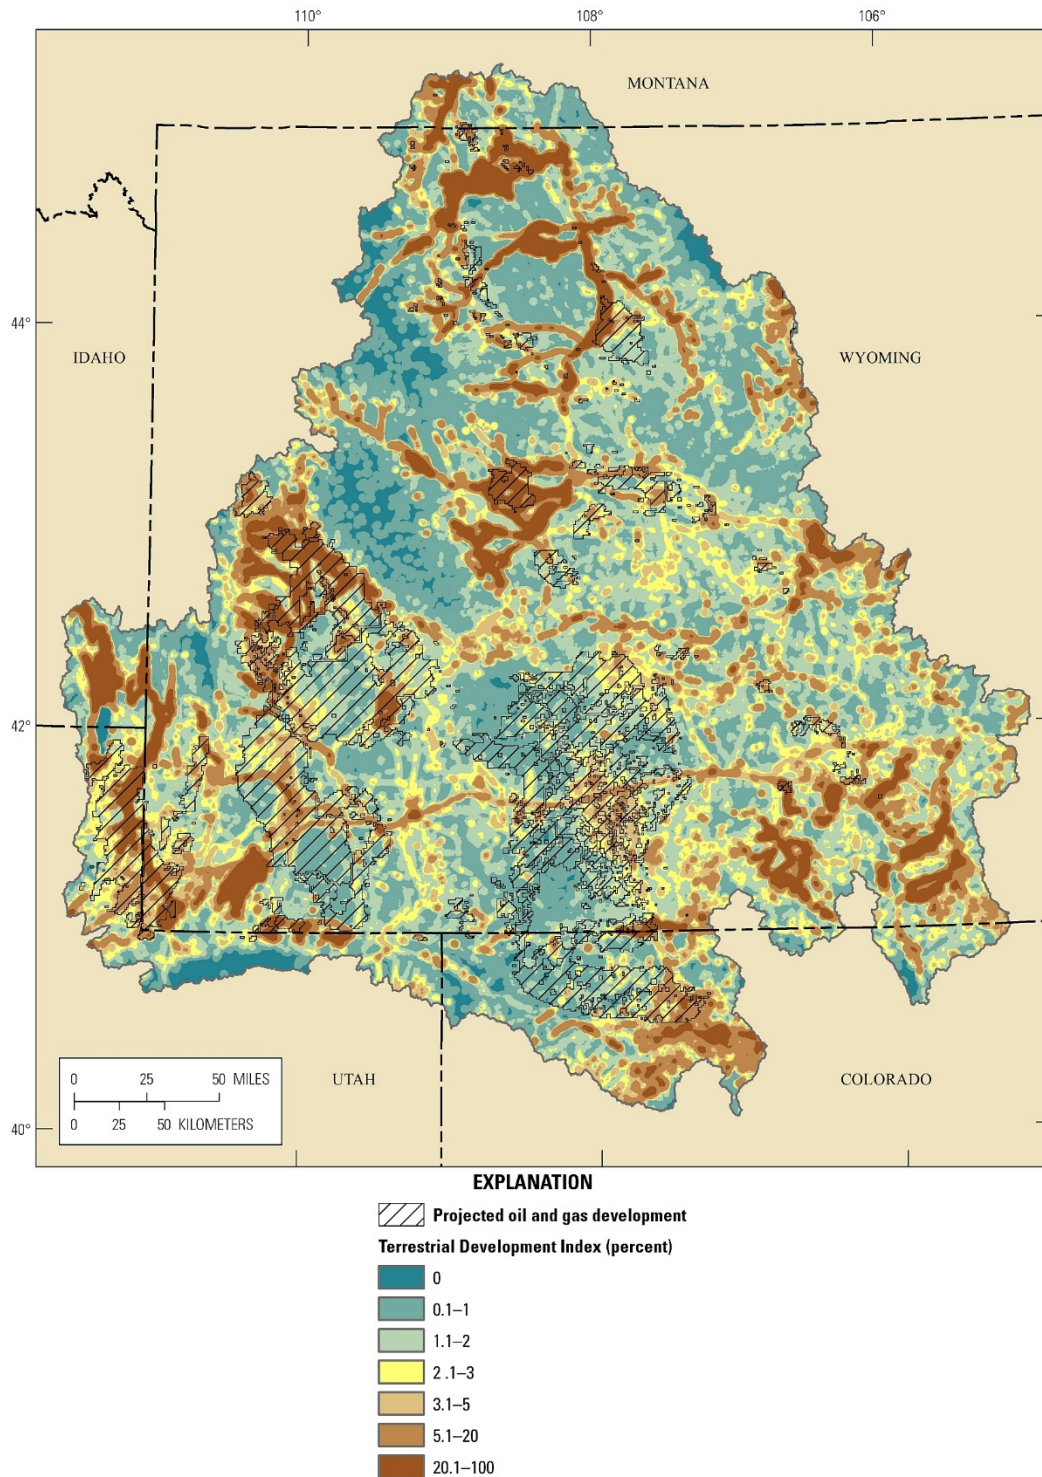 110° 108° 106°
MONTANA
44°
IDAHO WYOMING
42°
0 25 50 MILES
0 25 50 KILOMETERS
UTAH COLORADO
40°
EXPLANATION
Projected oil and gas development
Terrestrial Development Index (percent)
0
0.1–1
1.1–2
2 .1–3
3.1–5
5.1–20
20.1–100